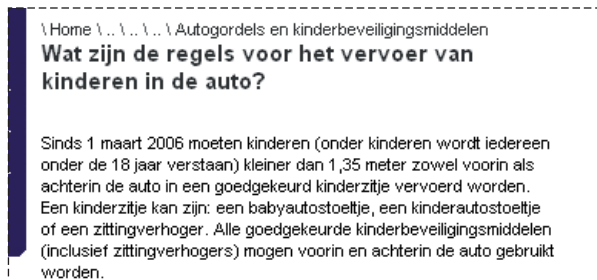 \ Home \ .. \ .. \ .. \ Autogordels en kinderbeveiligingsmiddelen
Wat zijn de regels voor het vervoer van
kinderen in de auto?
Sinds 1 maart 2006 moeten kinderen (onder kinderen wordt iedereen
onder de 18 jaar verstaan) kleiner dan 1,35 meter zowel voorin als
achterin de auto in een goedgekeurd kinderzitje vervoerd worden.
Een kinderzitje kan zijn: een babyautostoeltje, een kinderautostoeltje
of een zittingverhoger. Alle goedgekeurde kinderbeveiligingsmiddelen
(inclusief zittingverhogers) mogen voorin en achterin de auto gebruikt
worden.